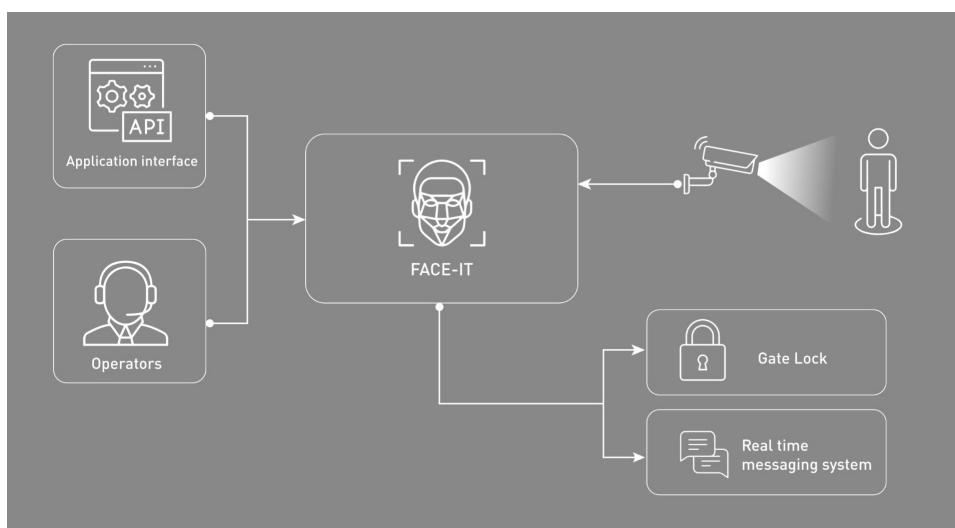 API
Application interface
FACE-IT
Operators
Gate Lock
Real time
messaging system